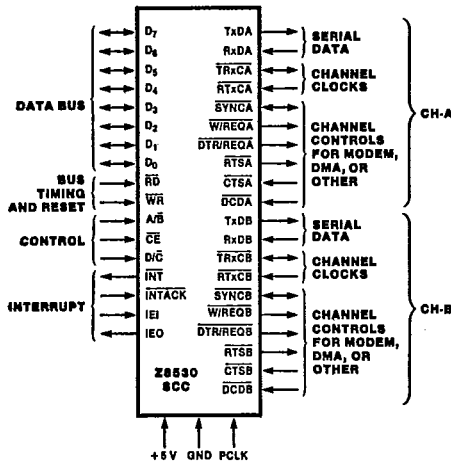 D7 TxDA
D6 RxDA
SERIAL
DATA
D5 TRxCA
D4 RTxCA
CHANNEL
CLOCKS
DATA BUS
D3 SYNCA
D2 W/REQA
D1 DTR/REQA
D0 RTSA
CHANNEL
CONTROLS
FOR MODEM,
DMA, OR
OTHER
CH-A
BUS
TIMING
AND RESET
RD CTSA
WR DCDA
CONTROL
A/B TxDB
CE RxDB
SERIAL
DATA
D/C TRxCB
INT RTxCB
CHANNEL
CLOCKS
INTERRUPT
INTACK SYNCB
IEI W/REQB
IEO DTR/REQB
RTSB
CTSB
DCDB
CHANNEL
CONTROLS
FOR MODEM,
DMA, OR
OTHER
CH-B
Z8530
SCC
+5V GND PCLK